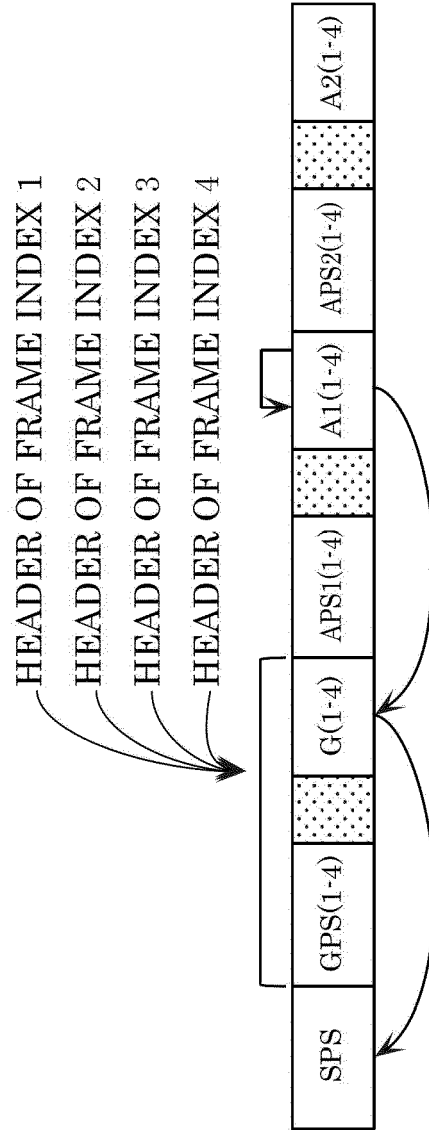 HEADER OF FRAME INDEX 1
HEADER OF FRAME INDEX 2
HEADER OF FRAME INDEX 3
HEADER OF FRAME INDEX 4
SPS
GPS(1-4)
G(1-4)
APS1(1-4)
A1(1-4)
APS2(1-4)
A2(1-4)